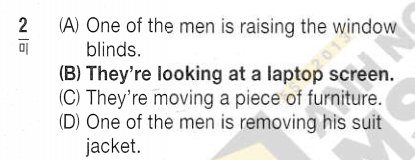 2 (A) One of the men is raising the window
미 blinds.
(B) They're looking at a laptop screen.
(C) They're moving a piece of furniture.
(D) One of the men is removing his suit
jacket.
2013